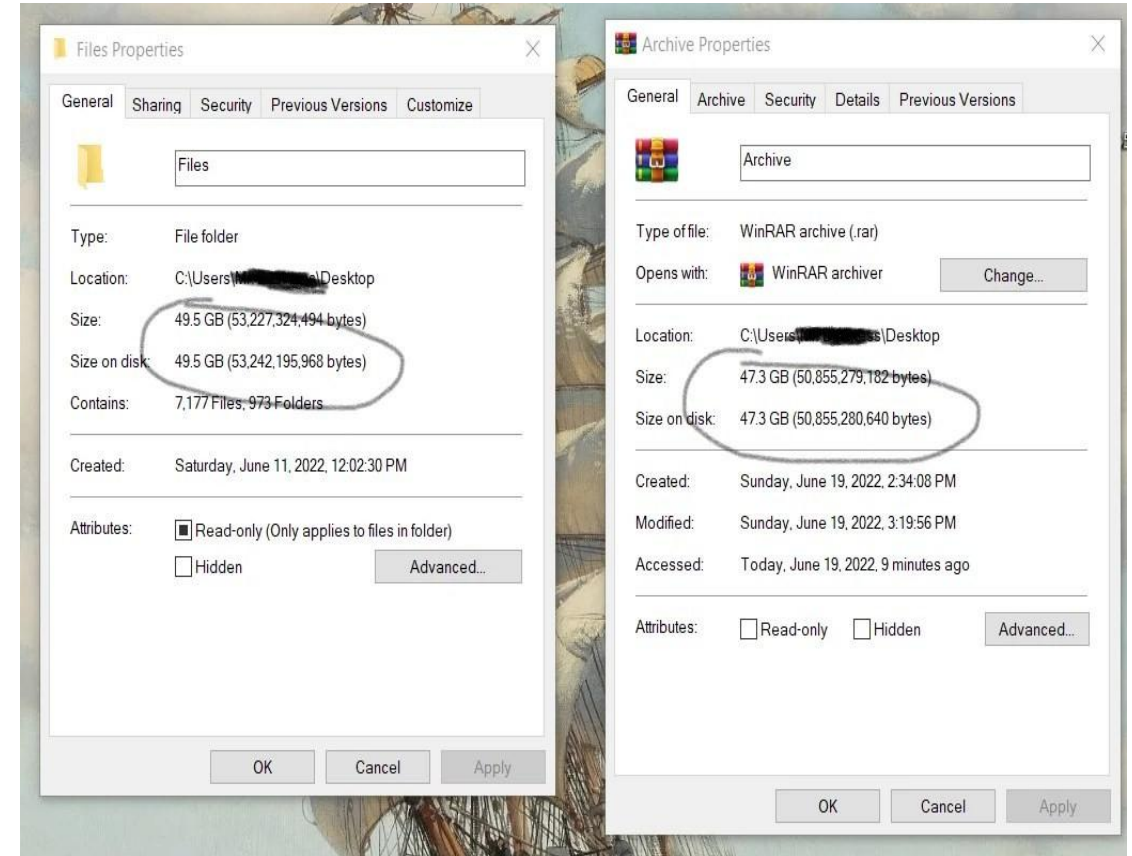 Files Properties
General Sharing Security Previous Versions Customize
Files
Type: File folder
Location: C:\Users\ \Desktop
Size: 49.5 GB (53,227,324,494 bytes)
Size on disk: 49.5 GB (53,242,195,968 bytes)
Contains: 7,177 Files, 973 Folders
Created: Saturday, June 11, 2022, 12:02:30 PM
Attributes: Read-only (Only applies to files in folder)
Hidden Advanced...
OK Cancel Apply
Archive Properties
General Archive Security Details Previous Versions
Archive
Type of file: WinRAR archive (.rar)
Opens with: WinRAR archiver Change...
Location: C:\Users\ \Desktop
Size: 47.3 GB (50,855,279,182 bytes)
Size on disk: 47.3 GB (50,855,280,640 bytes)
Created: Sunday, June 19, 2022, 2:34:08 PM
Modified: Sunday, June 19, 2022, 3:19:56 PM
Accessed: Today, June 19, 2022, 9 minutes ago
Attributes: Read-only Hidden Advanced...
OK Cancel Apply